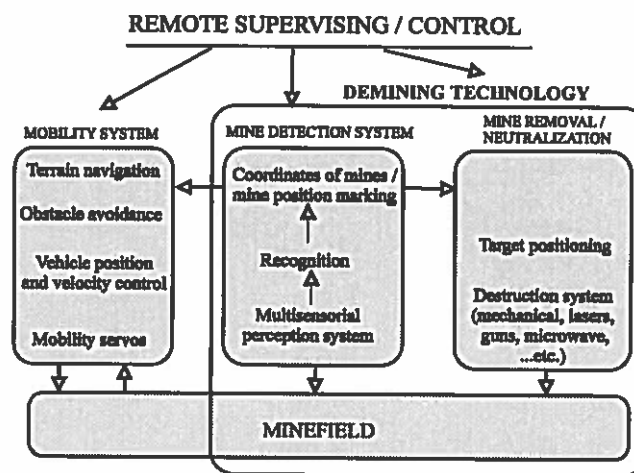 REMOTE SUPERVISING / CONTROL
DEMINING TECHNOLOGY
MOBILITY SYSTEM
Terrain navigation
Obstacle avoidance
Vehicle position
and velocity control
Mobility servos
MINE DETECTION SYSTEM
Coordinates of mines /
mine position marking
Recognition
Multisensorial
perception system
MINE REMOVAL /
NEUTRALIZATION
Target positioning
Destruction system
(mechanical, lasers,
guns, microwave,
...etc.)
MINEFIELD